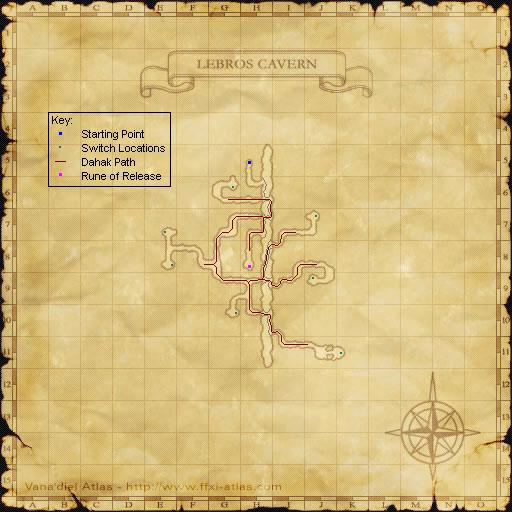 A B C D E F G H I J K L M N O
LEBROS CAVERN
Key:
Starting Point
Switch Locations
Dahak Path
Rune of Release
1
2
3
4
5
6
7
8
9
10
11
12
13
14
15
Vana'diel Atlas - http://www.ffxi-atlas.com
A B C D E F G H I J K L M N O